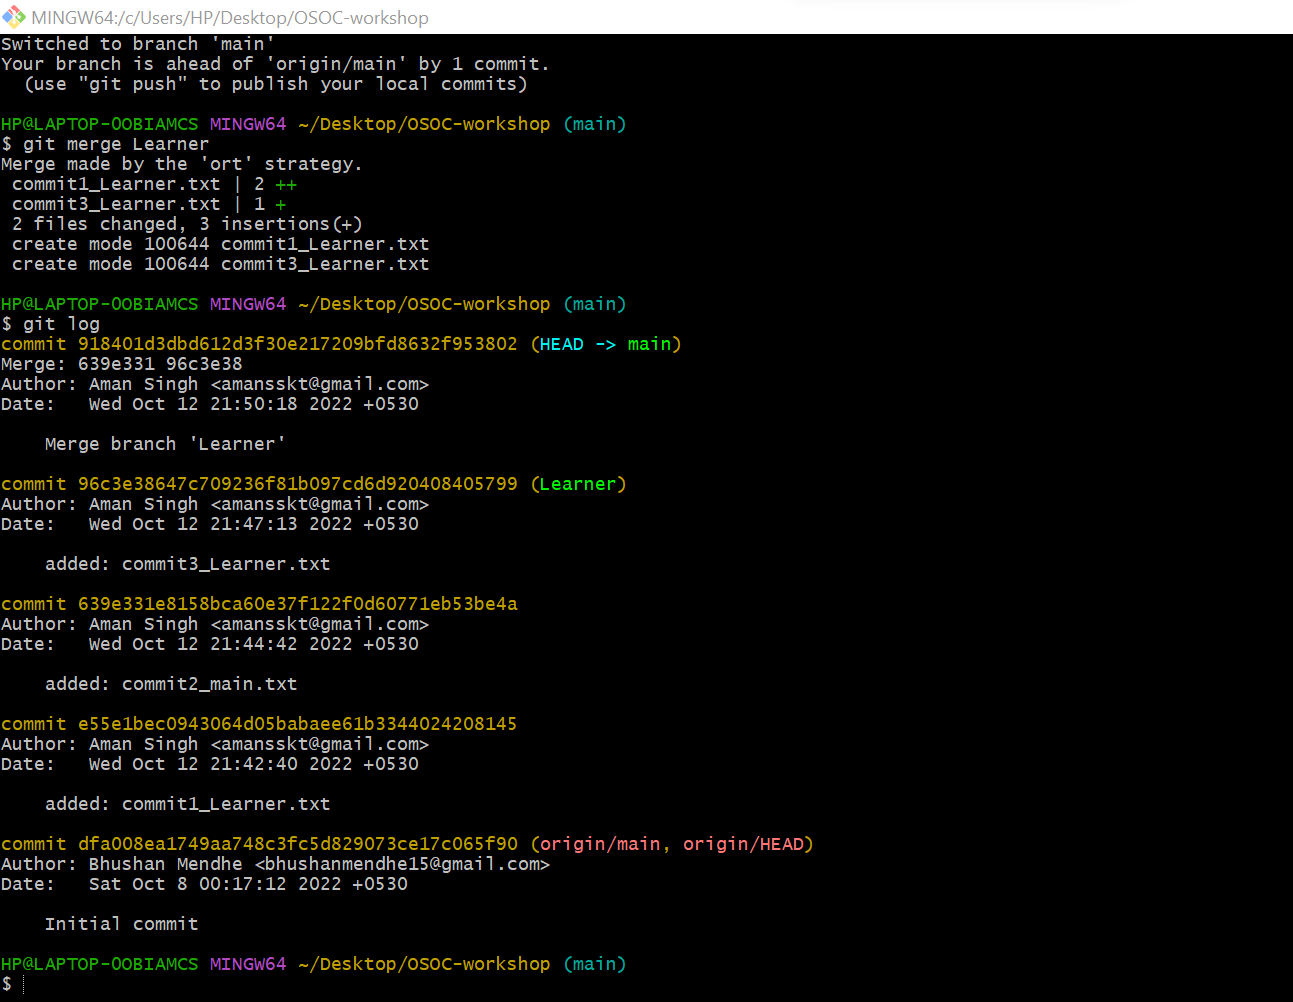 MINGW64:/c/Users/HP/Desktop/OSOC-workshop
Switched to branch 'main'
Your branch is ahead of 'origin/main' by 1 commit.
  (use "git push" to publish your local commits)
HP@LAPTOP-OOBIAMCS MINGW64 ~/Desktop/OSOC-workshop (main)
$ git merge Learner
Merge made by the 'ort' strategy.
 commit1_Learner.txt | 2 ++
 commit3_Learner.txt | 1 +
 2 files changed, 3 insertions(+)
 create mode 100644 commit1_Learner.txt
 create mode 100644 commit3_Learner.txt
HP@LAPTOP-OOBIAMCS MINGW64 ~/Desktop/OSOC-workshop (main)
$ git log
commit 918401d3dbd612d3f30e217209bfd8632f953802 (HEAD -> main)
Merge: 639e331 96c3e38
Author: Aman Singh <amansskt@gmail.com>
Date:   Wed Oct 12 21:50:18 2022 +0530
    Merge branch 'Learner'
commit 96c3e38647c709236f81b097cd6d920408405799 (Learner)
Author: Aman Singh <amansskt@gmail.com>
Date:   Wed Oct 12 21:47:13 2022 +0530
    added: commit3_Learner.txt
commit 639e331e8158bca60e37f122f0d60771eb53be4a
Author: Aman Singh <amansskt@gmail.com>
Date:   Wed Oct 12 21:44:42 2022 +0530
    added: commit2_main.txt
commit e55e1bec0943064d05babaee61b3344024208145
Author: Aman Singh <amansskt@gmail.com>
Date:   Wed Oct 12 21:42:40 2022 +0530
    added: commit1_Learner.txt
commit dfa008ea1749aa748c3fc5d829073ce17c065f90 (origin/main, origin/HEAD)
Author: Bhushan Mendhe <bhushanmendhe15@gmail.com>
Date:   Sat Oct 8 00:17:12 2022 +0530
    Initial commit
HP@LAPTOP-OOBIAMCS MINGW64 ~/Desktop/OSOC-workshop (main)
$